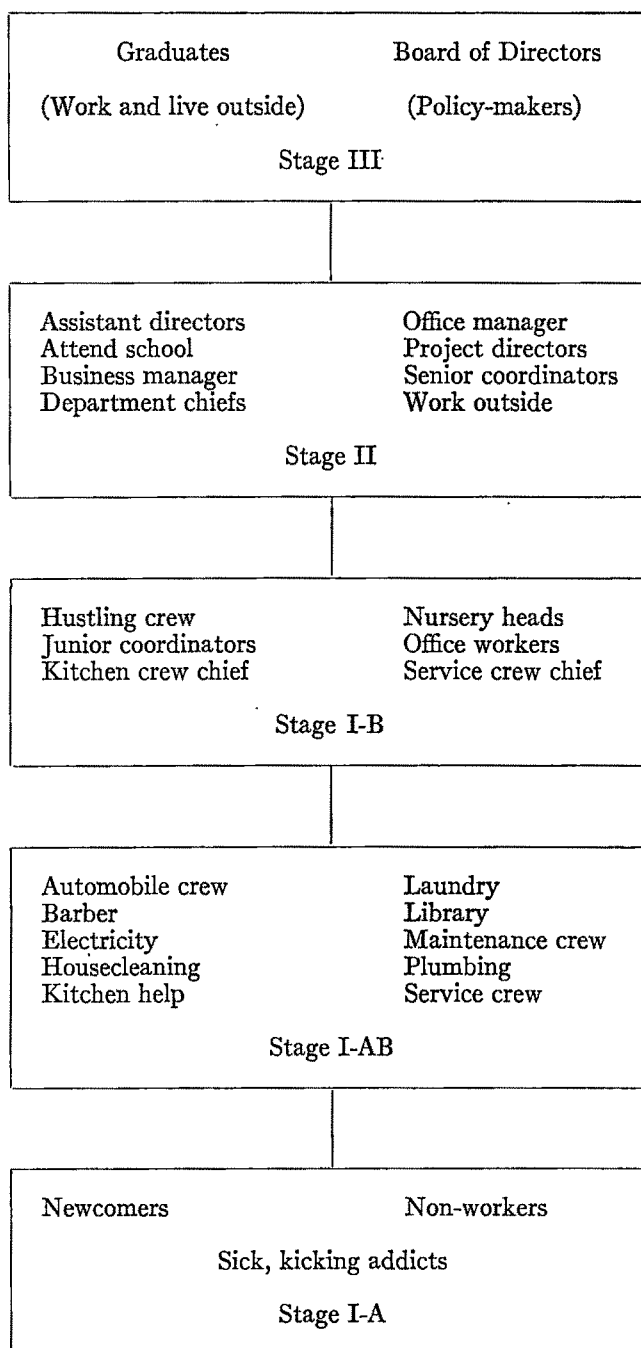 Graduates Board of Directors
(Work and live outside) (Policy-makers)
Stage III
Assistant directors Office manager
Attend school Project directors
Business manager Senior coordinators
Department chiefs Work outside
Stage II
Hustling crew Nursery heads
Junior coordinators Office workers
Kitchen crew chief Service crew chief
Stage I-B
Automobile crew Laundry
Barber Library
Electricity Maintenance crew
Housecleaning Plumbing
Kitchen help Service crew
Stage I-AB
Newcomers Non-workers
Sick, kicking addicts
Stage I-A